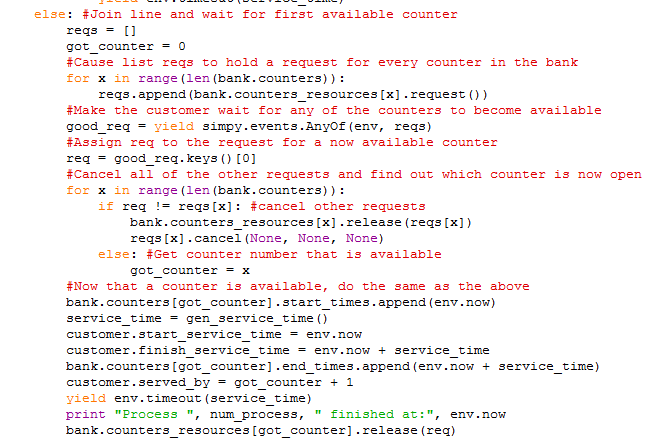 yield env.timeout(service_time)
else: #Join line and wait for first available counter
reqs = []
got_counter = 0
#Cause list reqs to hold a request for every counter in the bank
for x in range(len(bank.counters)):
reqs.append(bank.counters_resources[x].request())
#Make the customer wait for any of the counters to become available
good_req = yield simpy.events.AnyOf(env, reqs)
#Assign req to the request for a now available counter
req = good_req.keys()[0]
#Cancel all of the other requests and find out which counter is now open
for x in range(len(bank.counters)):
if req != reqs[x]: #cancel other requests
bank.counters_resources[x].release(reqs[x])
reqs[x].cancel(None, None, None)
else: #Get counter number that is available
got_counter = x
#Now that a counter is available, do the same as the above
bank.counters[got_counter].start_times.append(env.now)
service_time = gen_service_time()
customer.start_service_time = env.now
customer.finish_service_time = env.now + service_time
bank.counters[got_counter].end_times.append(env.now + service_time)
customer.served_by = got_counter + 1
yield env.timeout(service_time)
print "Process ", num_process, " finished at:", env.now
bank.counters_resources[got_counter].release(req)